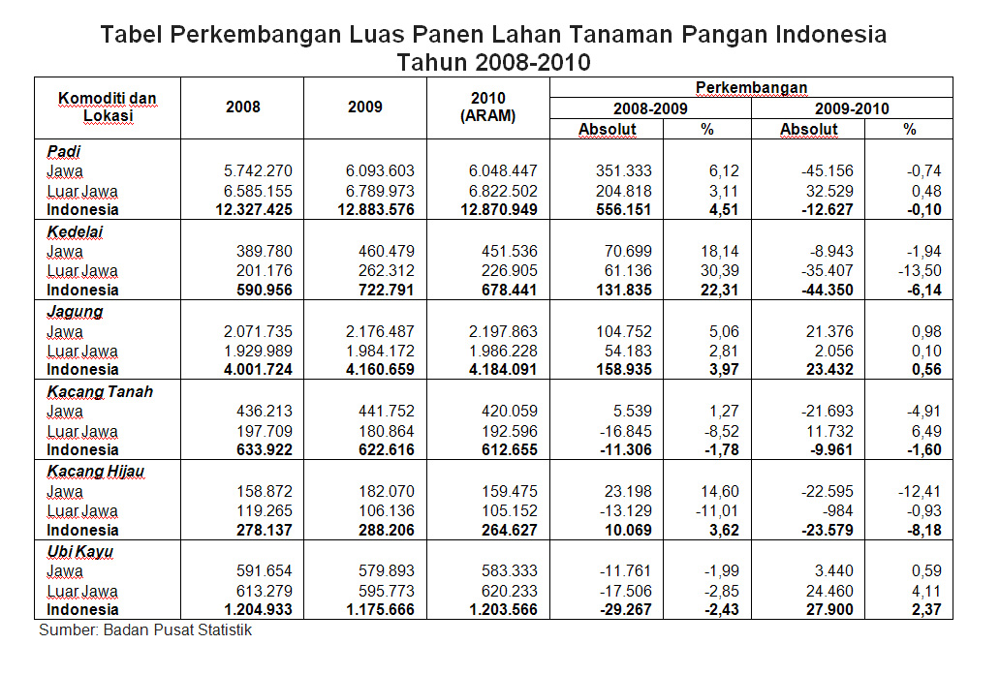 Tabel Perkembangan Luas Panen Lahan Tanaman Pangan Indonesia
Tahun 2008-2010
Komoditi dan Lokasi 2008 2009 2010 (ARAM) Perkembangan
2008-2009 2009-2010
Absolut % Absolut %
Padi
Jawa 5.742.270 6.093.603 6.048.447 351.333 6,12 -45.156 -0,74
Luar Jawa 6.585.155 6.789.973 6.822.502 204.818 3,11 32.529 0,48
Indonesia 12.327.425 12.883.576 12.870.949 556.151 4,51 -12.627 -0,10
Kedelai
Jawa 389.780 460.479 451.536 70.699 18,14 -8.943 -1,94
Luar Jawa 201.176 262.312 226.905 61.136 30,39 -35.407 -13,50
Indonesia 590.956 722.791 678.441 131.835 22,31 -44.350 -6,14
Jagung
Jawa 2.071.735 2.176.487 2.197.863 104.752 5,06 21.376 0,98
Luar Jawa 1.929.989 1.984.172 1.986.228 54.183 2,81 2.056 0,10
Indonesia 4.001.724 4.160.659 4.184.091 158.935 3,97 23.432 0,56
Kacang Tanah
Jawa 436.213 441.752 420.059 5.539 1,27 -21.693 -4,91
Luar Jawa 197.709 180.864 192.596 -16.845 -8,52 11.732 6,49
Indonesia 633.922 622.616 612.655 -11.306 -1,78 -9.961 -1,60
Kacang Hijau
Jawa 158.872 182.070 159.475 23.198 14,60 -22.595 -12,41
Luar Jawa 119.265 106.136 105.152 -13.129 -11,01 -984 -0,93
Indonesia 278.137 288.206 264.627 10.069 3,62 -23.579 -8,18
Ubi Kayu
Jawa 591.654 579.893 583.333 -11.761 -1,99 3.440 0,59
Luar Jawa 613.279 595.773 620.233 -17.506 -2,85 24.460 4,11
Indonesia 1.204.933 1.175.666 1.203.566 -29.267 -2,43 27.900 2,37
Sumber: Badan Pusat Statistik